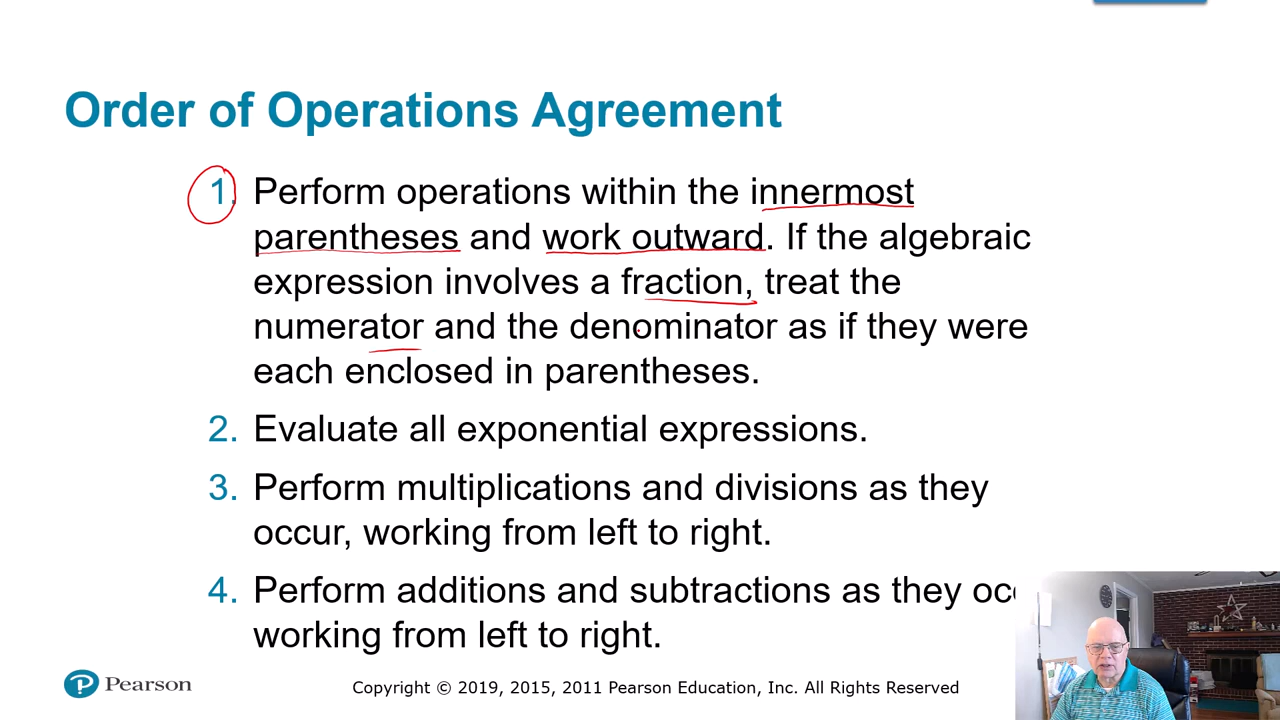 Order of Operations Agreement
1. Perform operations within the innermost
parentheses and work outward. If the algebraic
expression involves a fraction, treat the
numerator and the denominator as if they were
each enclosed in parentheses.
2. Evaluate all exponential expressions.
3. Perform multiplications and divisions as they
occur, working from left to right.
4. Perform additions and subtractions as they
working from left to right.
Pearson
Copyright © 2019, 2015, 2011 Pearson Education, Inc. All Rights Reserved